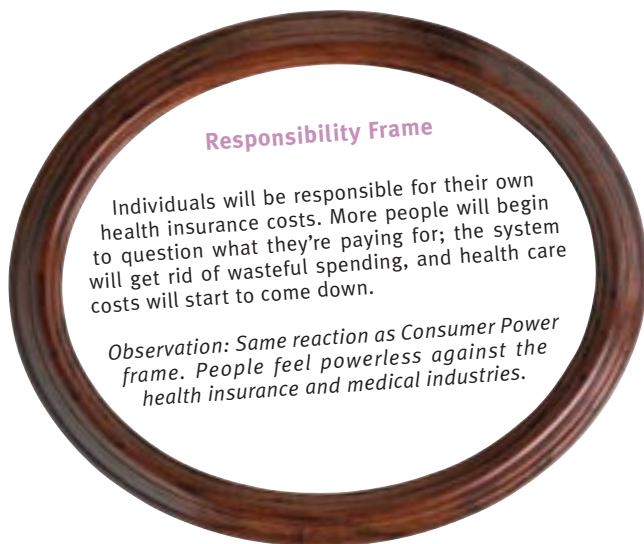 Responsibility Frame
Individuals will be responsible for their own
health insurance costs. More people will begin
to question what they're paying for; the system
will get rid of wasteful spending, and health care
costs will start to come down.
Observation: Same reaction as Consumer Power
frame. People feel powerless against the
health insurance and medical industries.